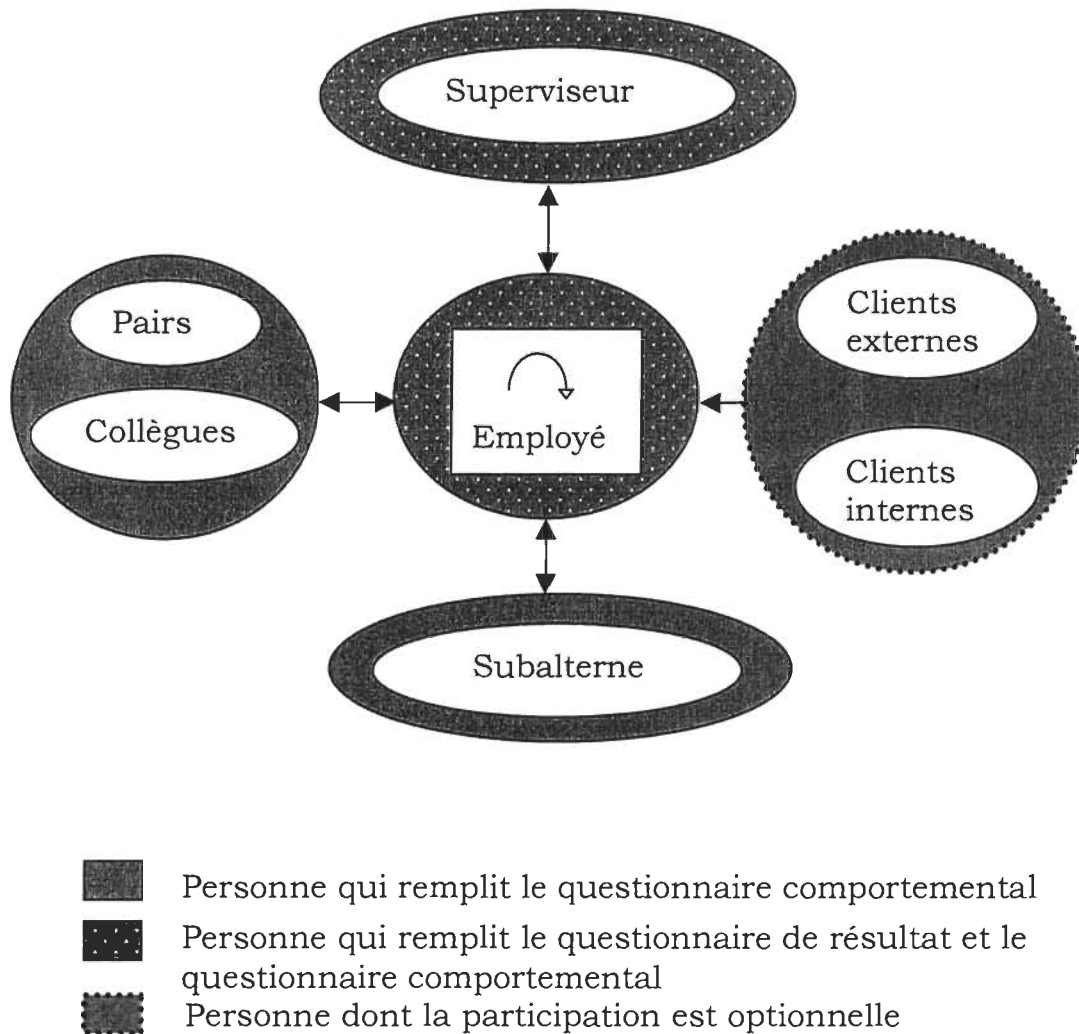 Superviseur
Pairs
Collègues
Employé
Clients
externes
Clients
internes
Subalterne
Personne qui remplit le questionnaire comportemental
Personne qui remplit le questionnaire de résultat et le
questionnaire comportemental
Personne dont la participation est optionnelle